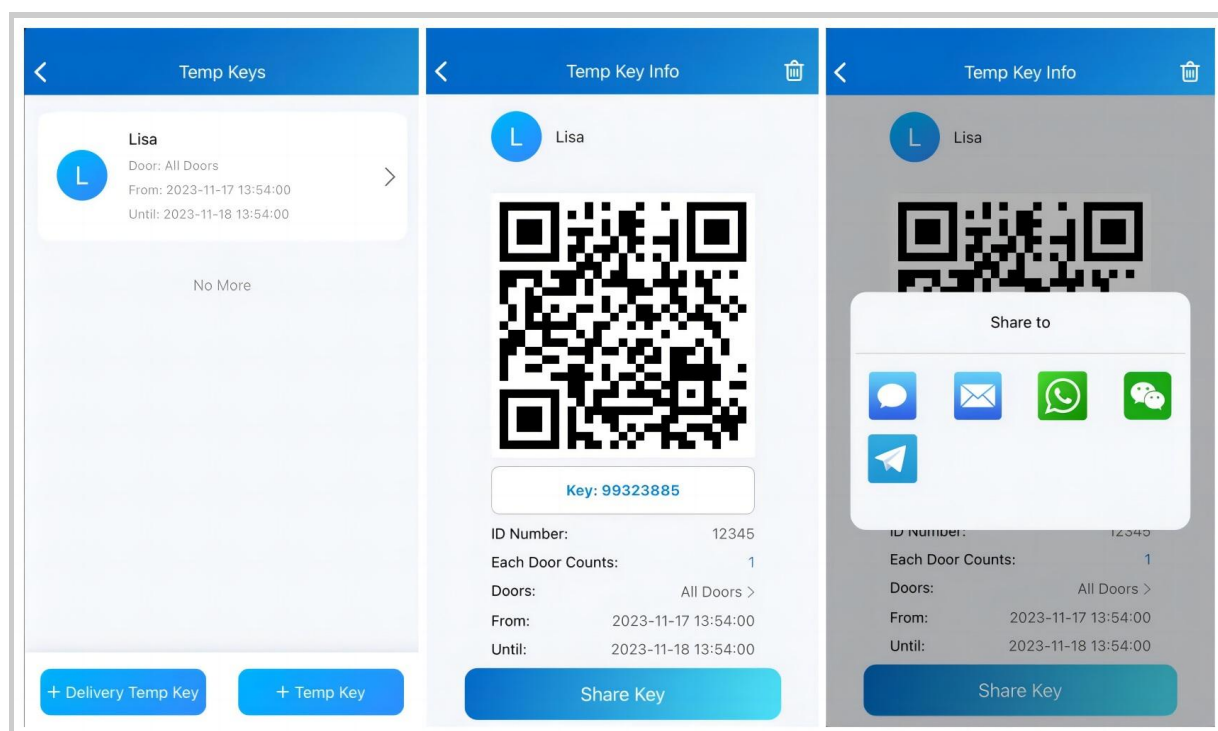 Temp Keys
L
Lisa
Door: All Doors
From: 2023-11-17 13:54:00
Until: 2023-11-18 13:54:00
No More
+ Delivery Temp Key
+ Temp Key
Temp Key Info
L
Lisa
Key: 99323885
ID Number: 12345
Each Door Counts: 1
Doors: All Doors >
From: 2023-11-17 13:54:00
Until: 2023-11-18 13:54:00
Share Key
Temp Key Info
L
Lisa
Share to
ID Number: 12345
Each Door Counts: 1
Doors: All Doors >
From: 2023-11-17 13:54:00
Until: 2023-11-18 13:54:00
Share Key